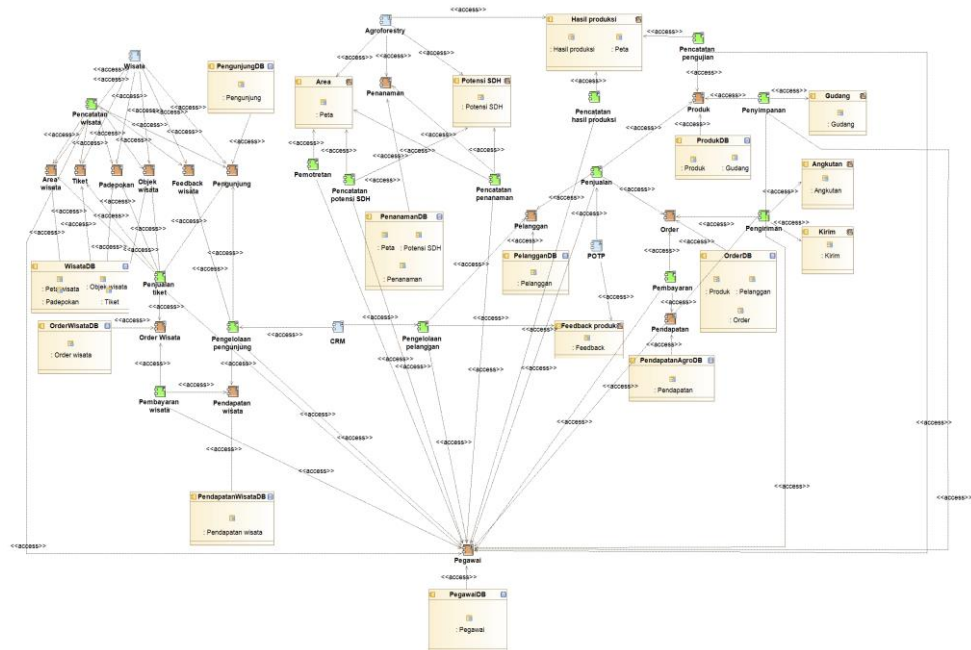 <<access>>
Hasil produksi
: Hasil produksi
: Peta
Agroforestry
Pencatatan
pengujian
Wisata
PengunjungDB
: Pengunjung
Area
: Peta
Penanaman
Potensi SDH
: Potensi SDH
Pencatatan
hasil produksi
Produk
Penyimpanan
Gudang
: Gudang
Pencatatan
wisata
ProdukDB
: Produk
: Gudang
Area
wisata
Tiket
Padepokan
Objek
wisata
Feedback
wisata
Pengunjung
Pemotretan
Pencatatan
potensi SDH
Pencatatan
penanaman
Penjualan
Angkutan
: Angkutan
Pelanggan
Order
Pengiriman
Kirim
: Kirim
PenanamanDB
: Peta
: Potensi SDH
: Penanaman
PelangganDB
: Pelanggan
POTP
OrderDB
: Produk
: Pelanggan
: Order
WisataDB
: Objek wisata
: Padepokan
: Tiket
Penjualan
tiket
Pembayaran
OrderWisataDB
: Order wisata
Order Wisata
Pengelolaan
pengunjung
CRM
Pengelolaan
pelanggan
Feedback produk
: Feedback
Pendapatan
PendapatanAgroDB
: Pendapatan
Pembayaran
wisata
Pendapatan
wisata
PendapatanWisataDB
: Pendapatan wisata
Pegawai
PegawaiDB
: Pegawai